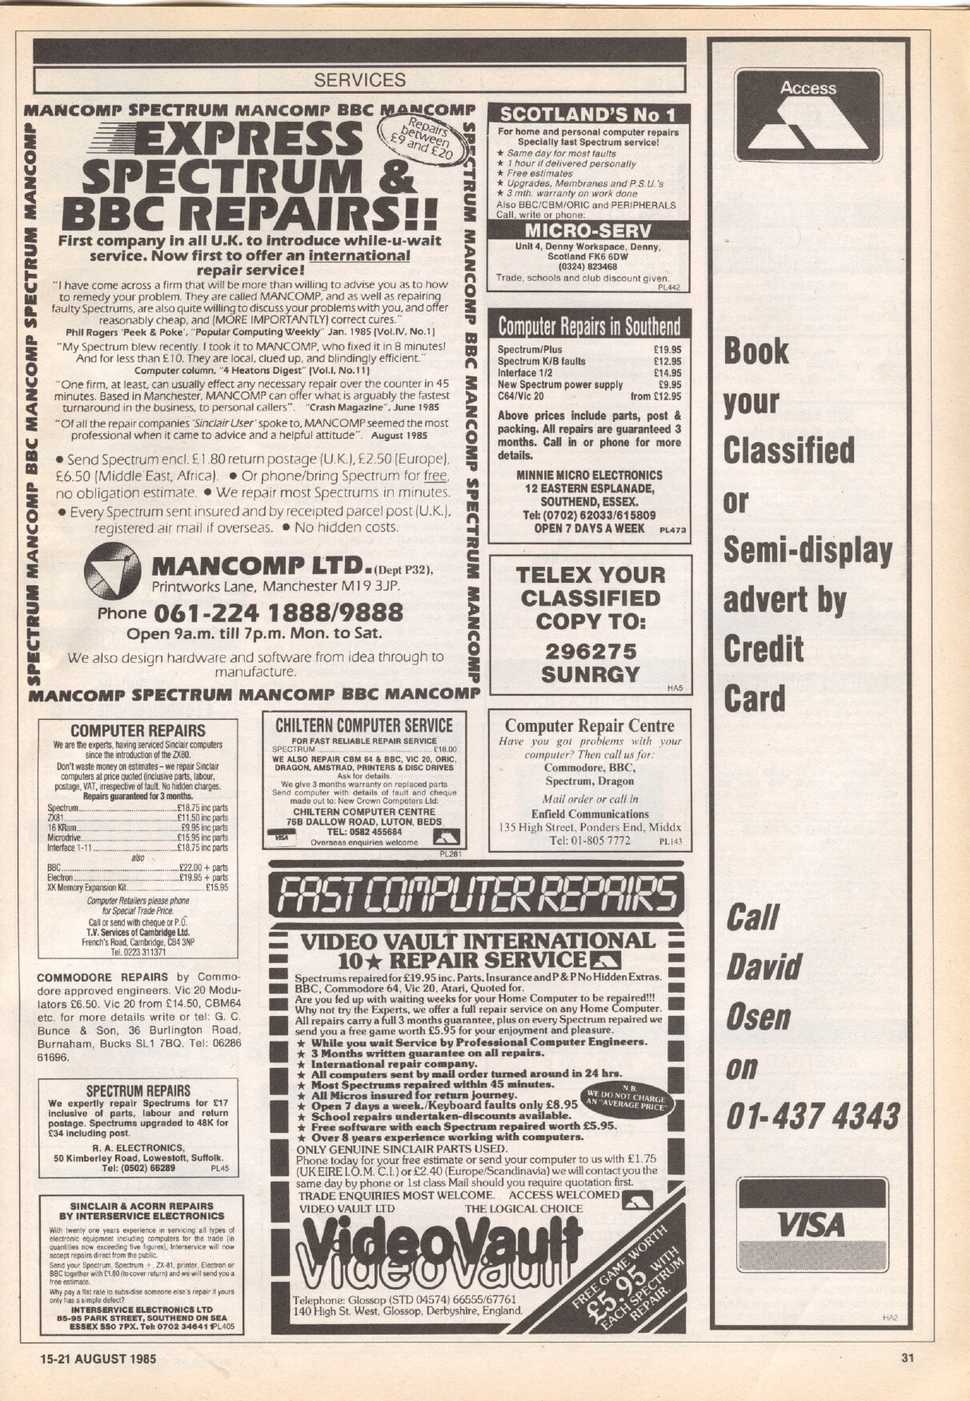 SERVICES
MANCOMP SPECTRUM MANCOMP BBC MANCOMP
SPECTRUM MANCOMP BBC MANCOMP SPECTRUM MANCOMP
SPECTRUM MANCOMP BBC MANCOMP SPECTRUM MANCOMP
Repairs
between
£9 and £20
EXPRESS
SPECTRUM &
BBC REPAIRS!!
First company in all U.K. to introduce while-u-wait
service. Now first to offer an international
repair service!
"I have come across a firm that will be more than willing to advise you as to how
to remedy your problem. They are called MANCOMP, and as well as repairing
faulty Spectrums, are also quite willing to discuss your problems with you, and offer
reasonably cheap, and (MORE IMPORTANTLY) correct cures."
Phil Rogers 'Peek & Poke', "Popular Computing Weekly" Jan. 1985 (Vol.IV, No.1)
"My Spectrum blew recently. I took it to MANCOMP, who fixed it in 8 minutes!
And for less than £10. They are local, clued up, and blindingly efficient."
Computer column, "4 Heatons Digest" (Vol.I, No.11)
"One firm, at least, can usually effect any necessary repair over the counter in 45
minutes. Based in Manchester, MANCOMP can offer what is arguably the fastest
turnaround in the business, to personal callers". "Crash Magazine", June 1985
"Of all the repair companies 'Sinclair User' spoke to, MANCOMP seemed the most
professional when it came to advice and a helpful attitude". August 1985
● Send Spectrum encl. £1.80 return postage (U.K.), £2.50 (Europe),
£6.50 (Middle East, Africa). ● Or phone/bring Spectrum for free,
no obligation estimate. ● We repair most Spectrums in minutes.
● Every Spectrum sent insured and by receipted parcel post (U.K.),
registered air mail if overseas. ● No hidden costs.
MANCOMP LTD. (Dept P32),
Printworks Lane, Manchester M19 3JP.
Phone 061-224 1888/9888
Open 9a.m. till 7p.m. Mon. to Sat.
We also design hardware and software from idea through to
manufacture.
MANCOMP SPECTRUM MANCOMP BBC MANCOMP
SCOTLAND'S No 1
For home and personal computer repairs
Specially fast Spectrum service!
★ Same day for most faults
★ 1 hour if delivered personally
★ Free estimates
★ Upgrades, Membranes and P.S.U.'s
★ 3 mth. warranty on work done
Also BBC/CBM/ORIC and PERIPHERALS
Call, write or phone:
MICRO-SERV
Unit 4, Denny Workspace, Denny,
Scotland FK6 6DW
(0324) 823468
Trade, schools and club discount given.
PL442
Computer Repairs in Southend
Spectrum/Plus £19.95
Spectrum K/B faults £12.95
Interface 1/2 £14.95
New Spectrum power supply £9.95
C64/Vic 20 from £12.95
Above prices include parts, post &
packing. All repairs are guaranteed 3
months. Call in or phone for more
details.
MINNIE MICRO ELECTRONICS
12 EASTERN ESPLANADE,
SOUTHEND, ESSEX.
Tel: (0702) 62033/615809
OPEN 7 DAYS A WEEK PL473
TELEX YOUR
CLASSIFIED
COPY TO:
296275
SUNRGY
HA5
COMPUTER REPAIRS
We are the experts, having serviced Sinclair computers
since the introduction of the ZX80.
Don't waste money on estimates – we repair Sinclair
computers at price quoted (inclusive parts, labour,
postage, VAT, irrespective of fault. No hidden charges.
Repairs guaranteed for 3 months.
Spectrum £18.75 inc parts
ZX81 £11.50 inc parts
16 KRam £9.95 inc parts
Microdrive £15.95 inc parts
Interface 1-11 £18.75 inc parts
also
BBC £22.00 + parts
Electron £19.95 + parts
XK Memory Expansion Kit £15.95
Computer Retailers please phone
for Special Trade Price.
Call or send with cheque or P.O.
T.V. Services of Cambridge Ltd.
French's Road, Cambridge, CB4 3NP
Tel. 0223 311371
CHILTERN COMPUTER SERVICE
FOR FAST RELIABLE REPAIR SERVICE
SPECTRUM £18.00
WE ALSO REPAIR CBM 64 & BBC, VIC 20, ORIC,
DRAGON, AMSTRAD, PRINTERS & DISC DRIVES
Ask for details.
We give 3 months warranty on replaced parts
Send computer with details of fault and cheque
made out to: New Crown Computers Ltd:
CHILTERN COMPUTER CENTRE
75B DALLOW ROAD, LUTON, BEDS
TEL: 0582 455684
VISA
Overseas enquiries welcome
PL281
Computer Repair Centre
Have you got problems with your
computer? Then call us for:
Commodore, BBC,
Spectrum, Dragon
Mail order or call in
Enfield Communications
135 High Street, Ponders End, Middx
Tel: 01-805 7772 PL143
COMMODORE REPAIRS by Commo-
dore approved engineers. Vic 20 Modu-
lators £6.50. Vic 20 from £14.50, CBM64
etc. for more details write or tel: G. C.
Bunce & Son, 36 Burlington Road,
Burnaham, Bucks SL1 7BQ. Tel: 06286
61696.
SPECTRUM REPAIRS
We expertly repair Spectrums for £17
inclusive of parts, labour and return
postage. Spectrums upgraded to 48K for
£34 including post.
R. A. ELECTRONICS,
50 Kimberley Road, Lowestoft, Suffolk.
Tel: (0502) 66289 PL45
SINCLAIR & ACORN REPAIRS
BY INTERSERVICE ELECTRONICS
With twenty one years experience in servicing all types of
electronic equipment including computers for the trade (in
quantities now exceeding five figures), Interservice will now
accept repairs direct from the public.
Send your Spectrum, Spectrum +, ZX-81, printer, Electron or
BBC together with £1.80 (to cover return) and we will send you a
free estimate.
Why pay a flat rate to subsidise someone else's repair if yours
only has a simple defect?
INTERSERVICE ELECTRONICS LTD
85-95 PARK STREET, SOUTHEND ON SEA
ESSEX SS0 7PX. Tel: 0702 34641 PL405
FAST COMPUTER REPAIRS
VIDEO VAULT INTERNATIONAL
10★ REPAIR SERVICE
Spectrums repaired for £19.95 inc. Parts, Insurance and P & P No Hidden Extras.
BBC, Commodore 64, Vic 20, Atari, Quoted for.
Are you fed up with waiting weeks for your Home Computer to be repaired!!!
Why not try the Experts, we offer a full repair service on any Home Computer.
All repairs carry a full 3 months guarantee, plus on every Spectrum repaired we
send you a free game worth £5.95 for your enjoyment and pleasure.
★ While you wait Service by Professional Computer Engineers.
★ 3 Months written guarantee on all repairs.
★ International repair company.
★ All computers sent by mail order turned around in 24 hrs.
★ Most Spectrums repaired within 45 minutes.
★ All Micros insured for return journey.
★ Open 7 days a week./Keyboard faults only £8.95
★ School repairs undertaken-discounts available.
★ Free software with each Spectrum repaired worth £5.95.
★ Over 8 years experience working with computers.
N.B.
WE DO NOT CHARGE
AN "AVERAGE PRICE"
ONLY GENUINE SINCLAIR PARTS USED.
Phone today for your free estimate or send your computer to us with £1.75
(UK EIRE I.O.M. C.I.) or £2.40 (Europe/Scandinavia) we will contact you the
same day by phone or 1st class Mail should you require quotation first.
TRADE ENQUIRIES MOST WELCOME. ACCESS WELCOMED
VIDEO VAULT LTD THE LOGICAL CHOICE
VideoVault
Telephone: Glossop (STD 04574) 66555/67761
140 High St. West, Glossop, Derbyshire, England.
FREE GAME WORTH
£5.95 WITH
EACH SPECTRUM
REPAIR.
Access
Book
your
Classified
or
Semi-display
advert by
Credit
Card
Call
David
Osen
on
01-437 4343
VISA
HA2
15-21 AUGUST 1985
31